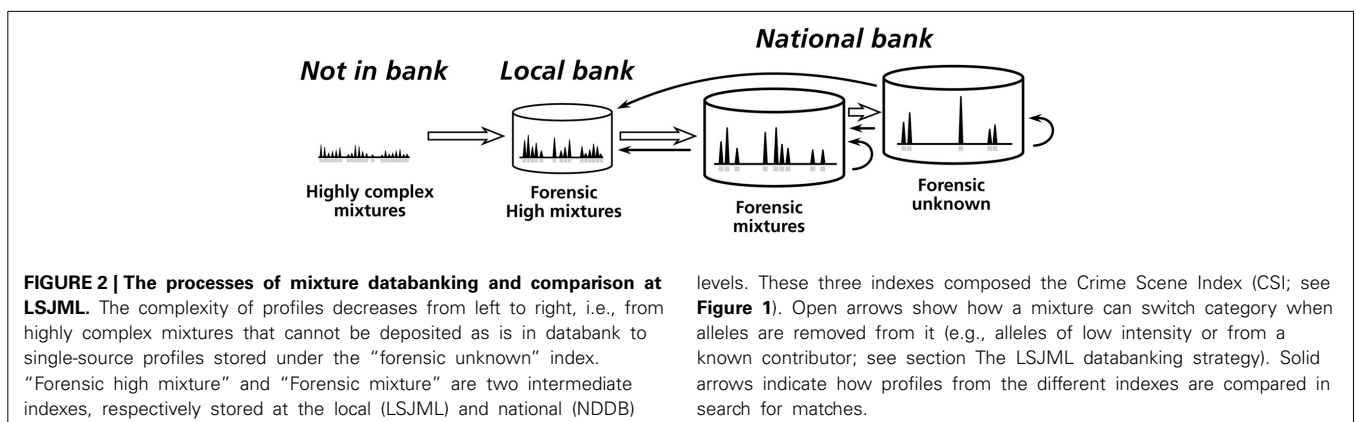 National bank
Not in bank
Local bank
Highly complex
mixtures
Forensic
High mixtures
Forensic
mixtures
Forensic
unknown
FIGURE 2 | The processes of mixture databanking and comparison at
LSJML. The complexity of profiles decreases from left to right, i.e., from
highly complex mixtures that cannot be deposited as is in databank to
single-source profiles stored under the “forensic unknown” index.
“Forensic high mixture” and “Forensic mixture” are two intermediate
indexes, respectively stored at the local (LSJML) and national (NDDB)
levels. These three indexes composed the Crime Scene Index (CSI; see
Figure 1). Open arrows show how a mixture can switch category when
alleles are removed from it (e.g., alleles of low intensity or from a
known contributor; see section The LSJML databanking strategy). Solid
arrows indicate how profiles from the different indexes are compared in
search for matches.